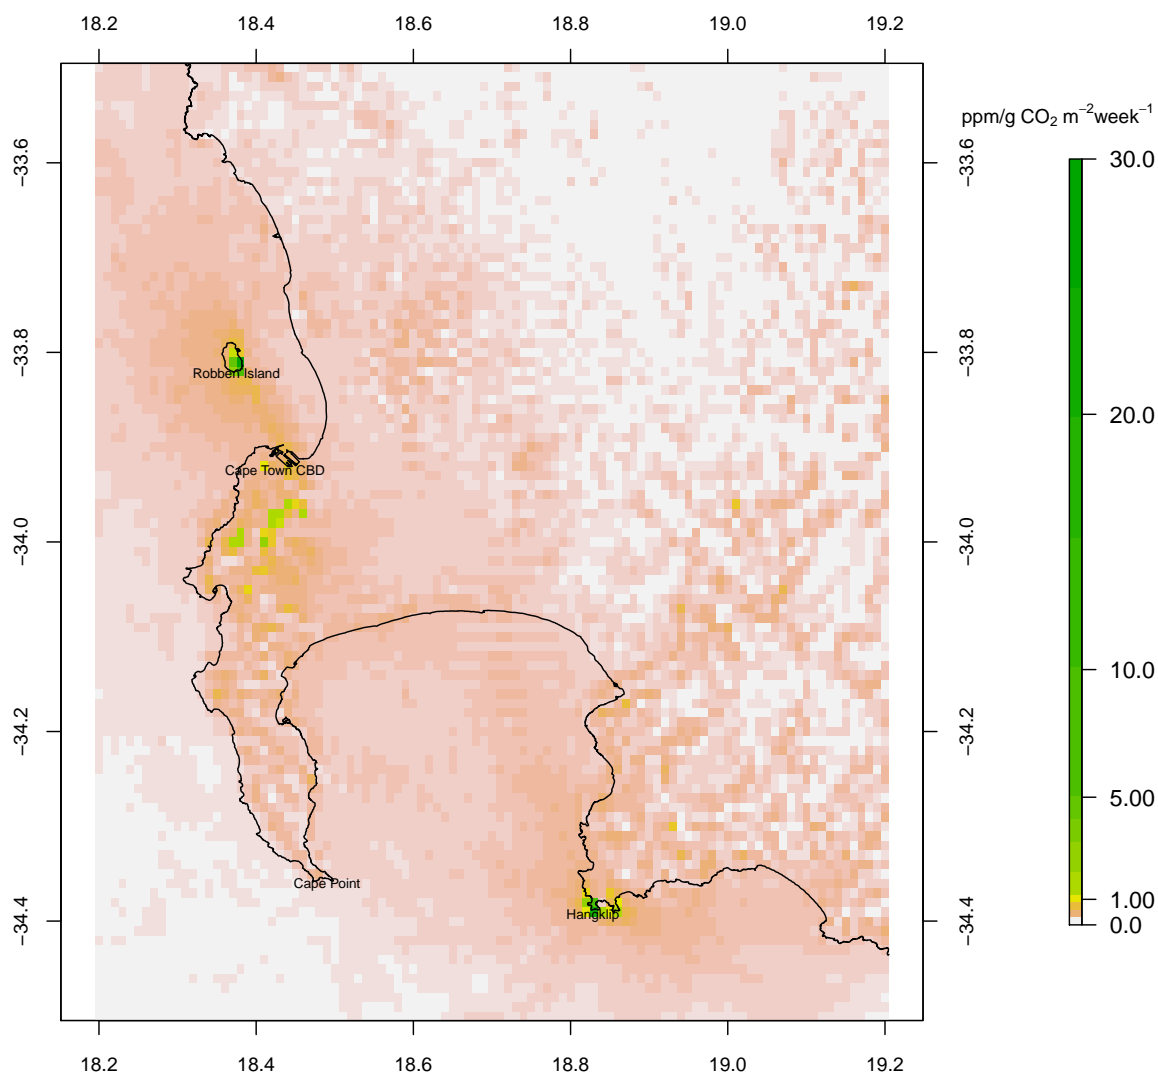 18.2 18.4 18.6 18.8 19.0 19.2
ppm/g CO₂ m⁻²week⁻¹
−33.6 −33.6 30.0
−33.8 −33.8
Robben Island
20.0
Cape Town CBD
−34.0 −34.0
10.0
−34.2 −34.2
5.00
Cape Point
1.00
Hangklip
−34.4 −34.4 0.0
18.2 18.4 18.6 18.8 19.0 19.2